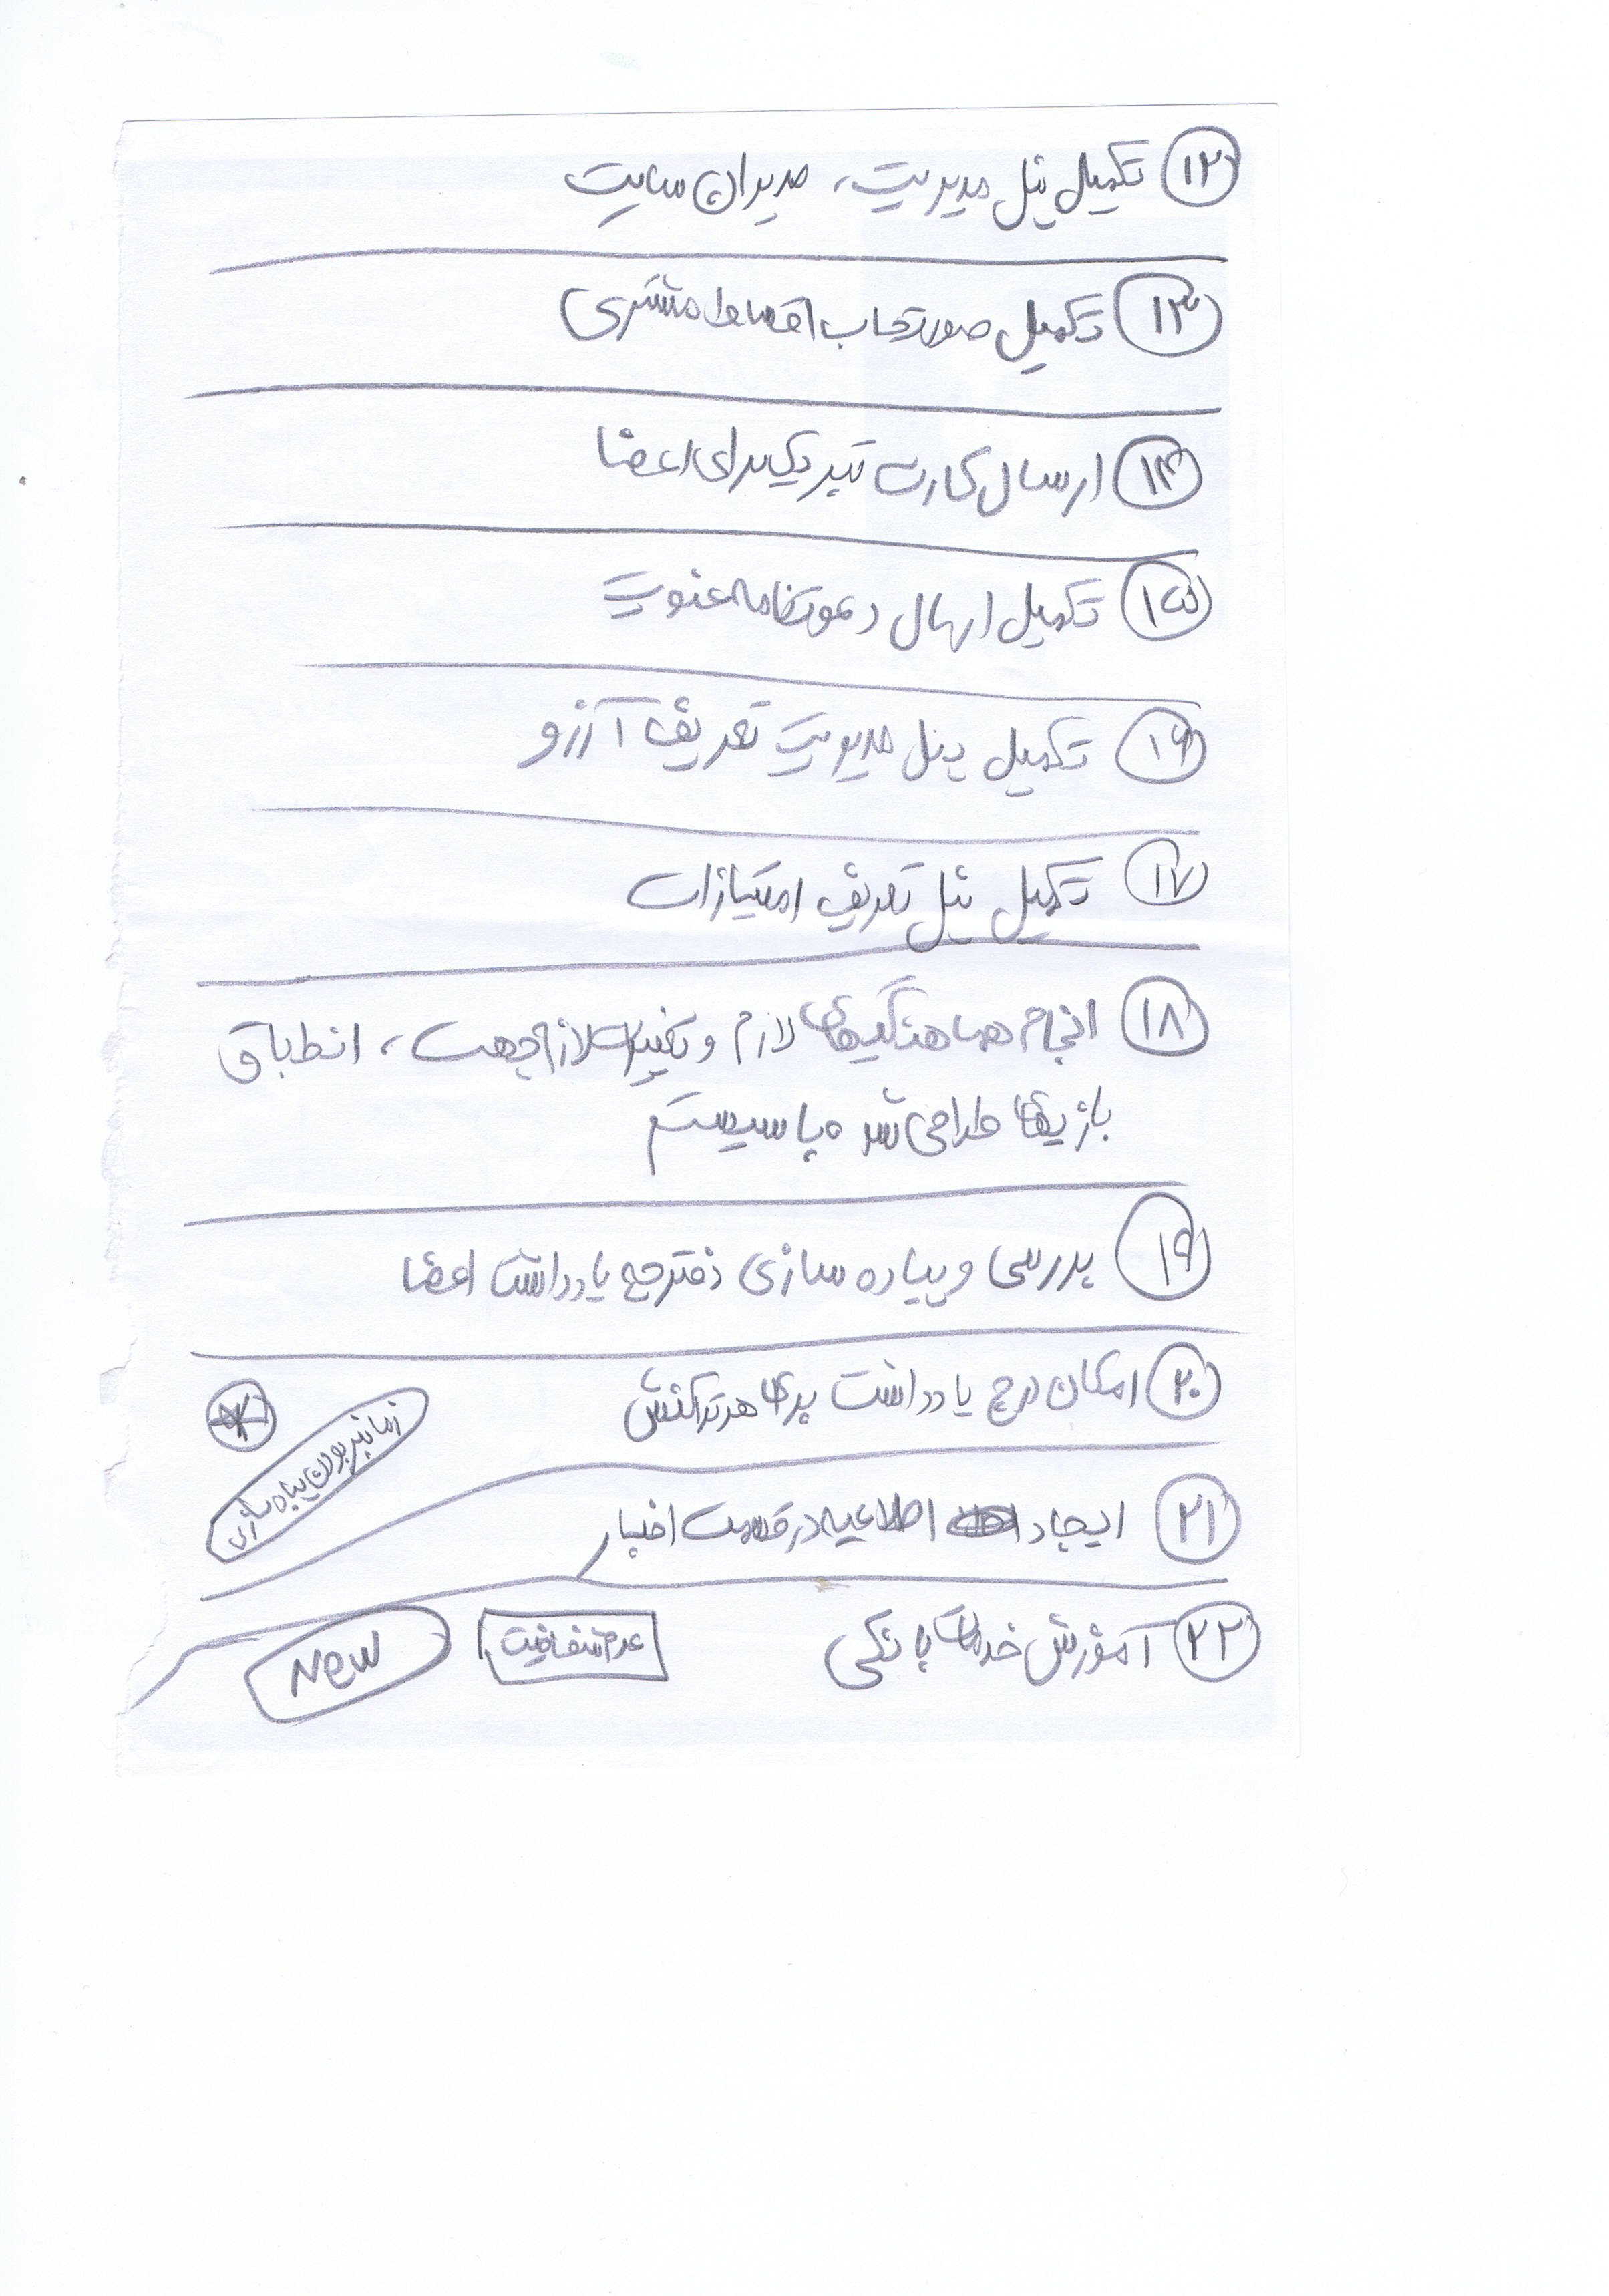 ۱۲ تکمیل پنل مدیریت، مدیران سایت
۱۳ تکمیل صورتحساب اقساط مشتری
۱۴ ارسال کارت تبریک برای اعضا
۱۵ تکمیل ارسال دعوتنامه عضویت
۱۶ تکمیل پنل مدیریت تعریف آرزو
۱۷ تکمیل پنل تعریف امتیازات
۱۸ انجام هماهنگیهای لازم و تغییرات لازم جهت، انطباق
بازیهای طراحی شده با سیستم
۱۹ بررسی و پیاده سازی دفترچه یادداشت اعضا
۲۰ امکان درج یادداشت برای هر تراکنش
زمانبر بودن پیاده سازی
۲۱ ایجاد اطلاعیه در قسمت اخبار
۲۲ آموزش خدمات بانکی عدم شفافیت New